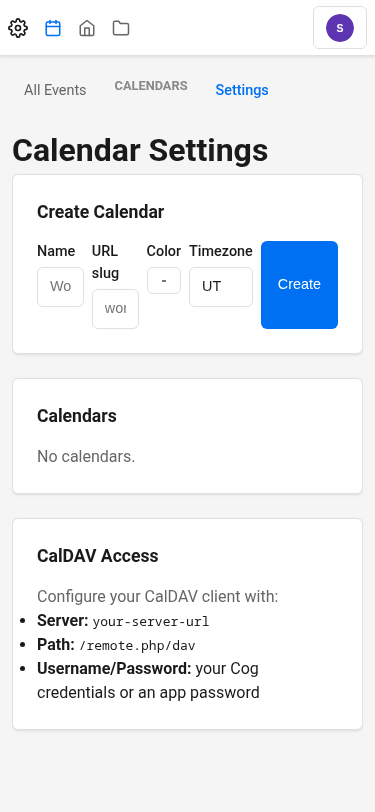 S
All Events
CALENDARS
Settings
Calendar Settings
Create Calendar
Name
URL slug
Color
Timezone
Wo
wor
UT
Create
Calendars
No calendars.
CalDAV Access
Configure your CalDAV client with:
Server: your-server-url
Path: /remote.php/dav
Username/Password: your Cog
credentials or an app password